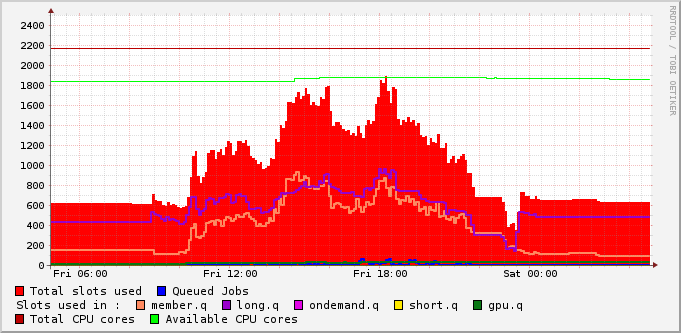 RRDTOOL / TOBI OETIKER
2400
2200
2000
1800
1600
1400
1200
1000
800
600
400
200
0
Fri 06:00 Fri 12:00 Fri 18:00 Sat 00:00
Total slots used Queued Jobs
Slots used in : member.q long.q ondemand.q short.q gpu.q
Total CPU cores Available CPU cores